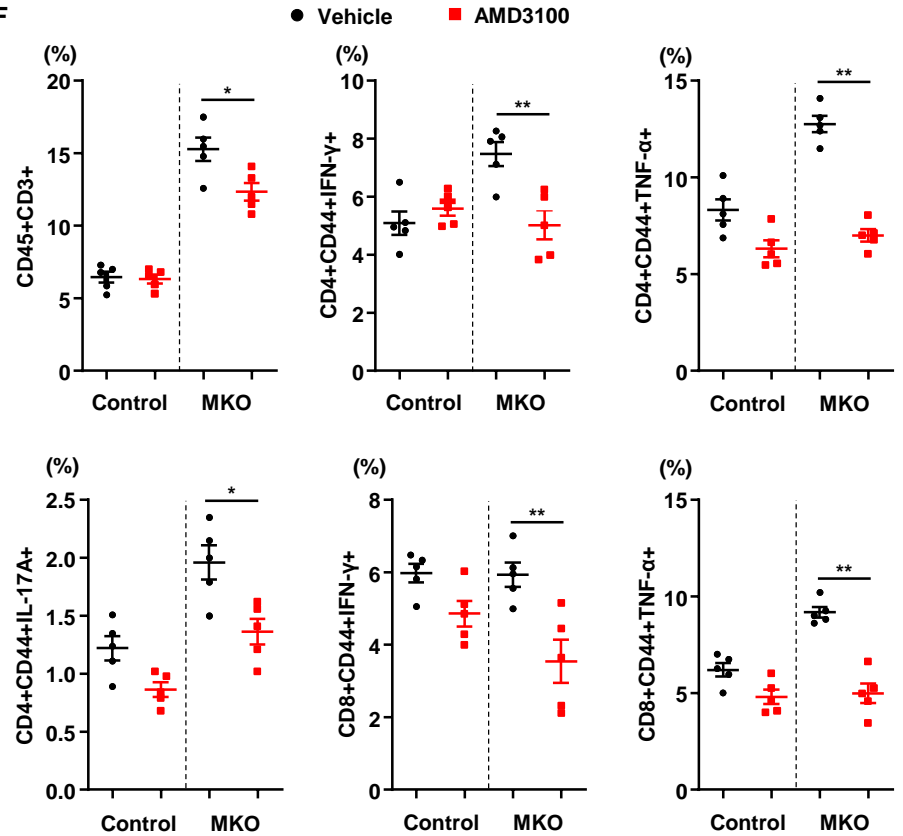 F
Vehicle AMD3100
(%) (%) (%)
CD45+CD3+
20
15
10
5
0
*
Control MKO
CD4+CD44+IFN-γ+
10
8
6
4
2
0
**
Control MKO
CD4+CD44+TNF-α+
15
10
5
0
**
Control MKO
(%) (%) (%)
CD4+CD44+IL-17A+
2.5
2.0
1.5
1.0
0.5
0.0
*
Control MKO
CD8+CD44+IFN-γ+
8
6
4
2
0
**
Control MKO
CD8+CD44+TNF-α+
15
10
5
0
**
Control MKO